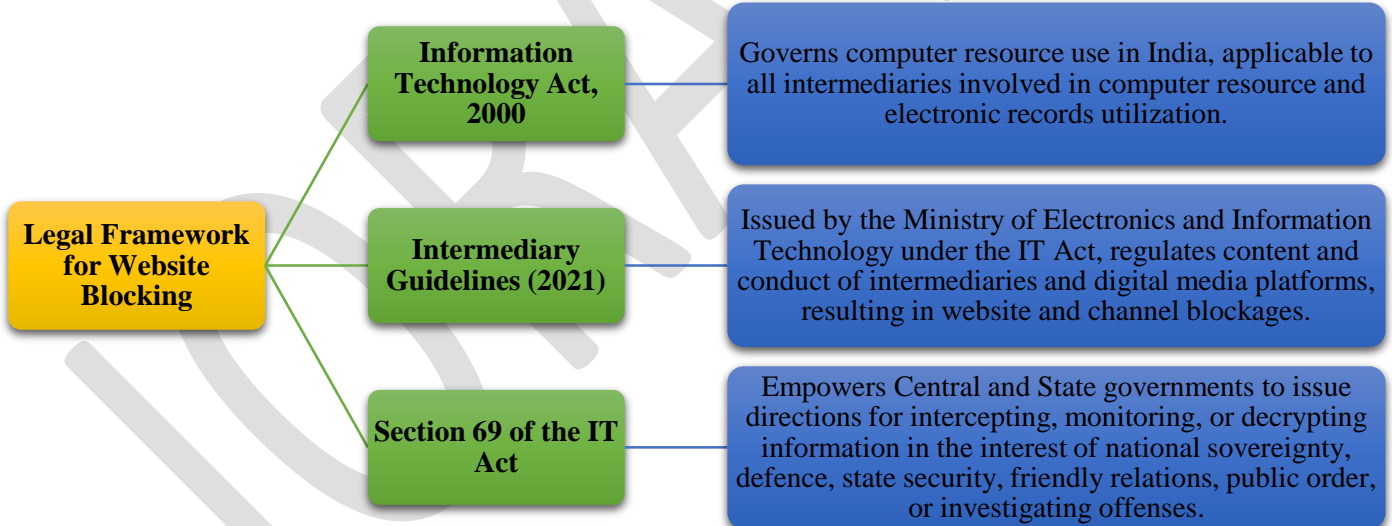 Legal Framework
for Website
Blocking
Information
Technology Act,
2000
Governs computer resource use in India, applicable to
all intermediaries involved in computer resource and
electronic records utilization.
Intermediary
Guidelines (2021)
Issued by the Ministry of Electronics and Information
Technology under the IT Act, regulates content and
conduct of intermediaries and digital media platforms,
resulting in website and channel blockages.
Section 69 of the IT
Act
Empowers Central and State governments to issue
directions for intercepting, monitoring, or decrypting
information in the interest of national sovereignty,
defence, state security, friendly relations, public order,
or investigating offenses.